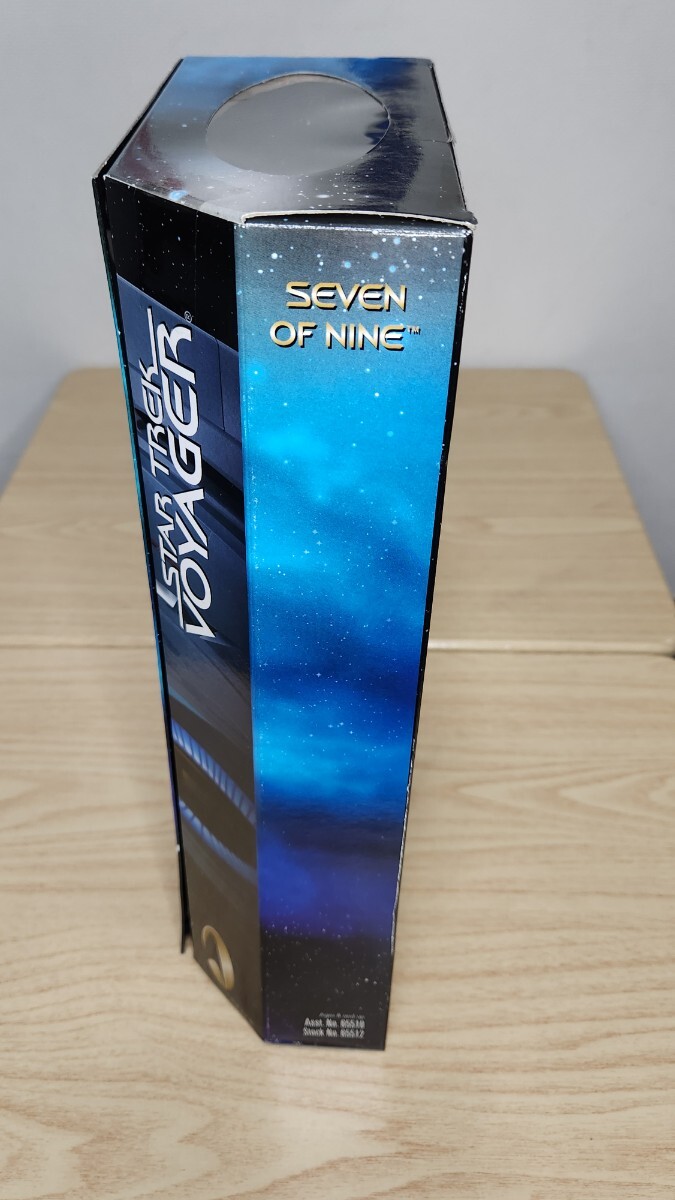 SEVEN
OF NINE™
STAR TREK
VOYAGER®
Asst. No. 65510
Stock No. 65512